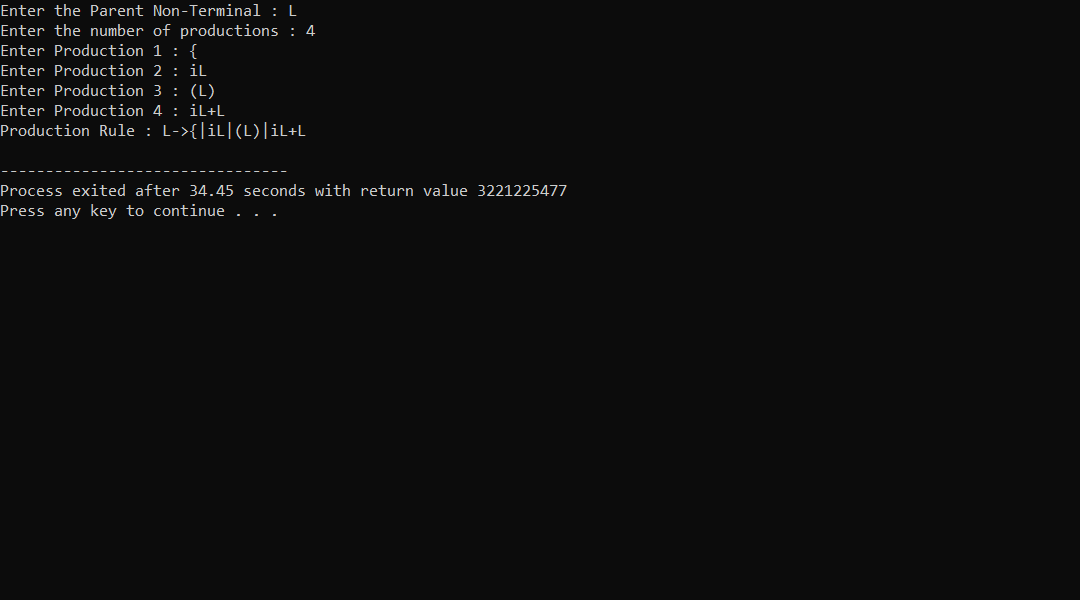 Enter the Parent Non-Terminal : L
Enter the number of productions : 4
Enter Production 1 : {
Enter Production 2 : iL
Enter Production 3 : (L)
Enter Production 4 : iL+L
Production Rule : L->{|iL|(L)|iL+L
--------------------------------
Process exited after 34.45 seconds with return value 3221225477
Press any key to continue . . .